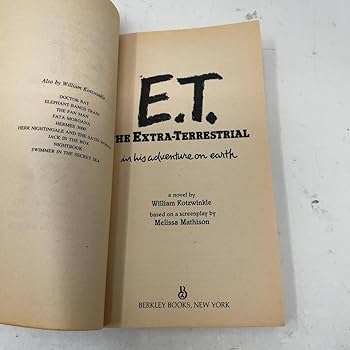 Also by William Kotzwinkle
DOCTOR RAT
ELEPHANT BANGS TRAIN
THE FAN MAN
FATA MORGANA
HERMES 3000
HERR NIGHTINGALE AND THE SATIN WOMAN
JACK IN THE BOX
NIGHTBOOK
SWIMMER IN THE SECRET SEA
E.T.
HE EXTRA-TERRESTRIAL
in his adventure on earth
a novel by
William Kotzwinkle
based on a screenplay by
Melissa Mathison
B
BERKLEY BOOKS, NEW YORK